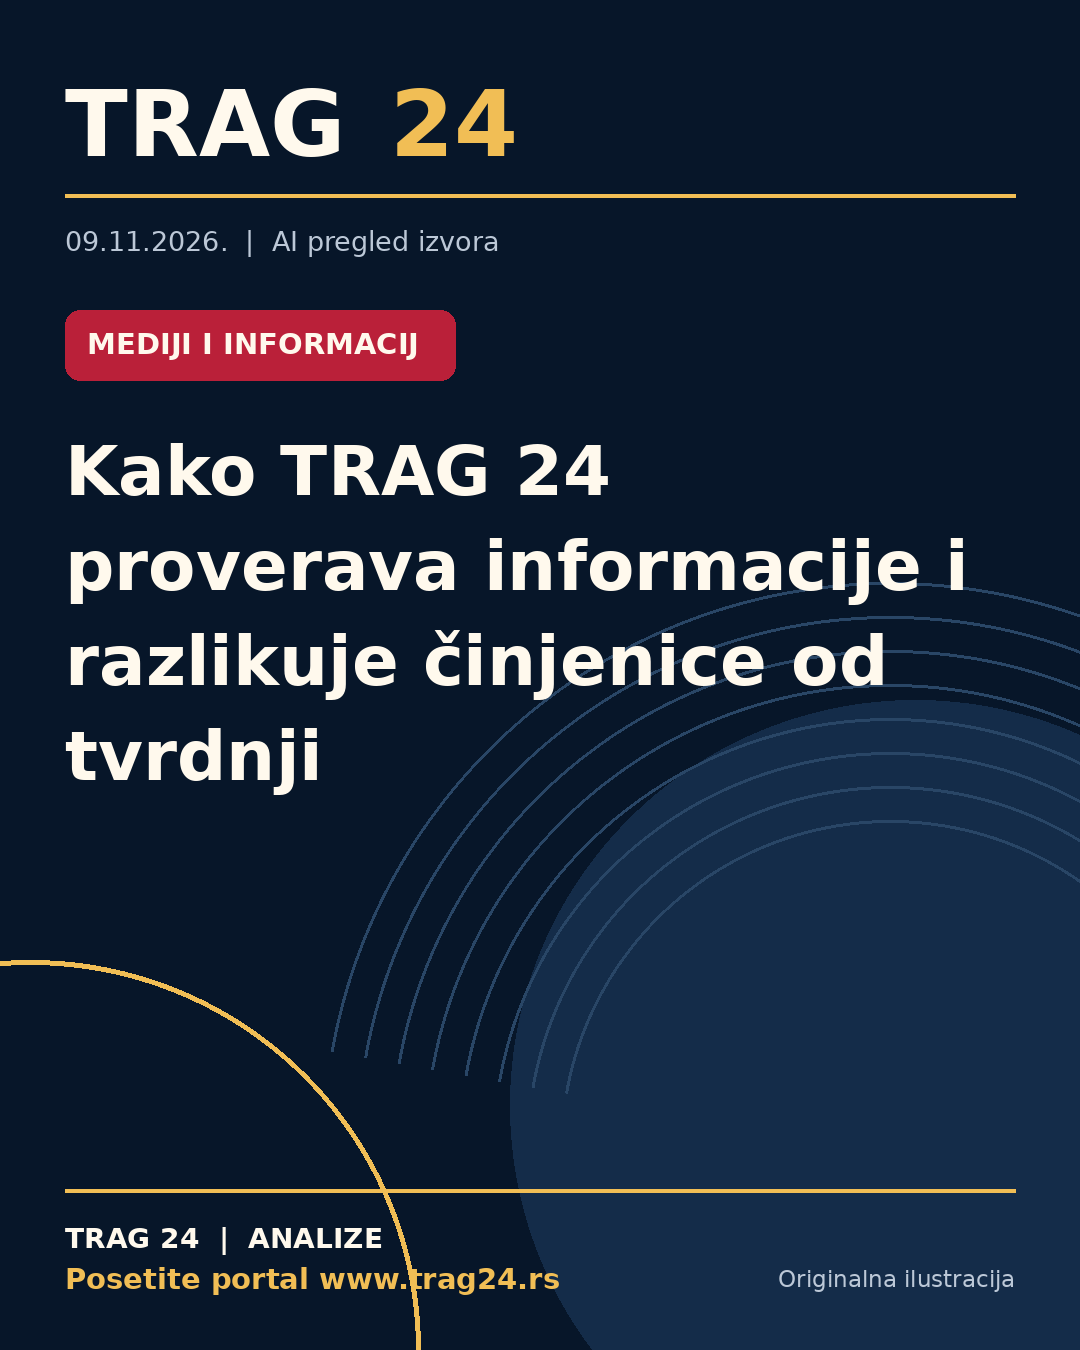 TRAG 24
09.11.2026. | AI pregled izvora
MEDIJI I INFORMACIJ
Kako TRAG 24
proverava informacije i
razlikuje činjenice od
tvrdnji
TRAG 24 | ANALIZE
Posetite portal www.trag24.rs
Originalna ilustracija